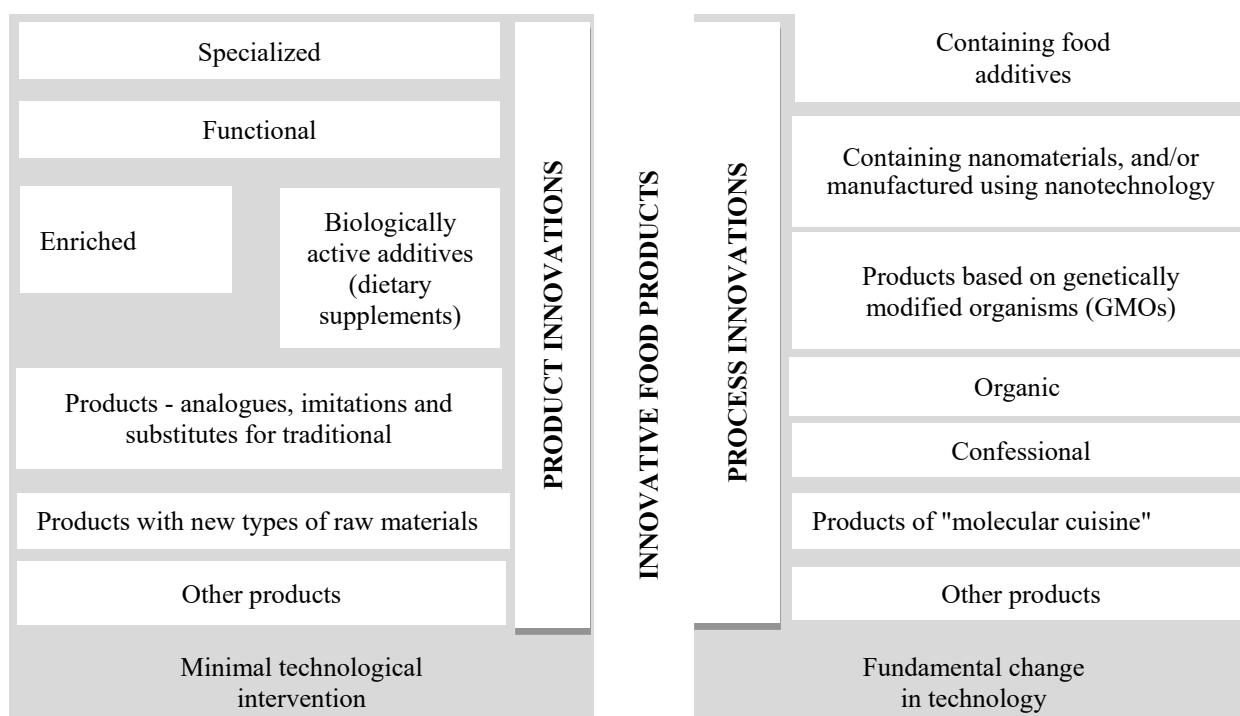 Specialized
Functional
Enriched
Biologically
active additives
(dietary
supplements)
Products - analogues, imitations and
substitutes for traditional
Products with new types of raw materials
Other products
Minimal technological
intervention
PRODUCT INNOVATIONS
INNOVATIVE FOOD PRODUCTS
PROCESS INNOVATIONS
Containing food
additives
Containing nanomaterials, and/or
manufactured using nanotechnology
Products based on genetically
modified organisms (GMOs)
Organic
Confessional
Products of "molecular cuisine"
Other products
Fundamental change
in technology